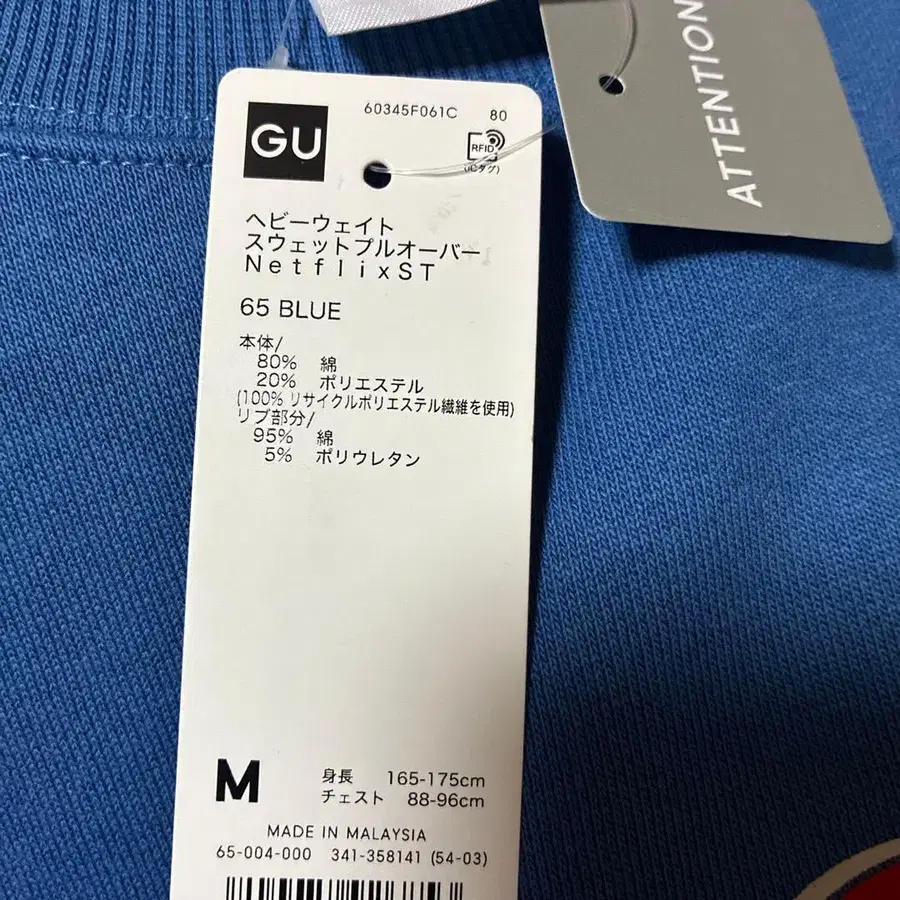 GU
60345F061C 80
RFID
(ICタグ)
ATTENTION
ヘビーウェイト
スウェットプルオーバー
NetflixST
65 BLUE
本体/
80% 綿
20% ポリエステル
(100% リサイクルポリエステル繊維を使用)
リブ部分/
95% 綿
5% ポリウレタン
M 身長 165-175cm
チェスト 88-96cm
MADE IN MALAYSIA
65-004-000 341-358141 (54-03)